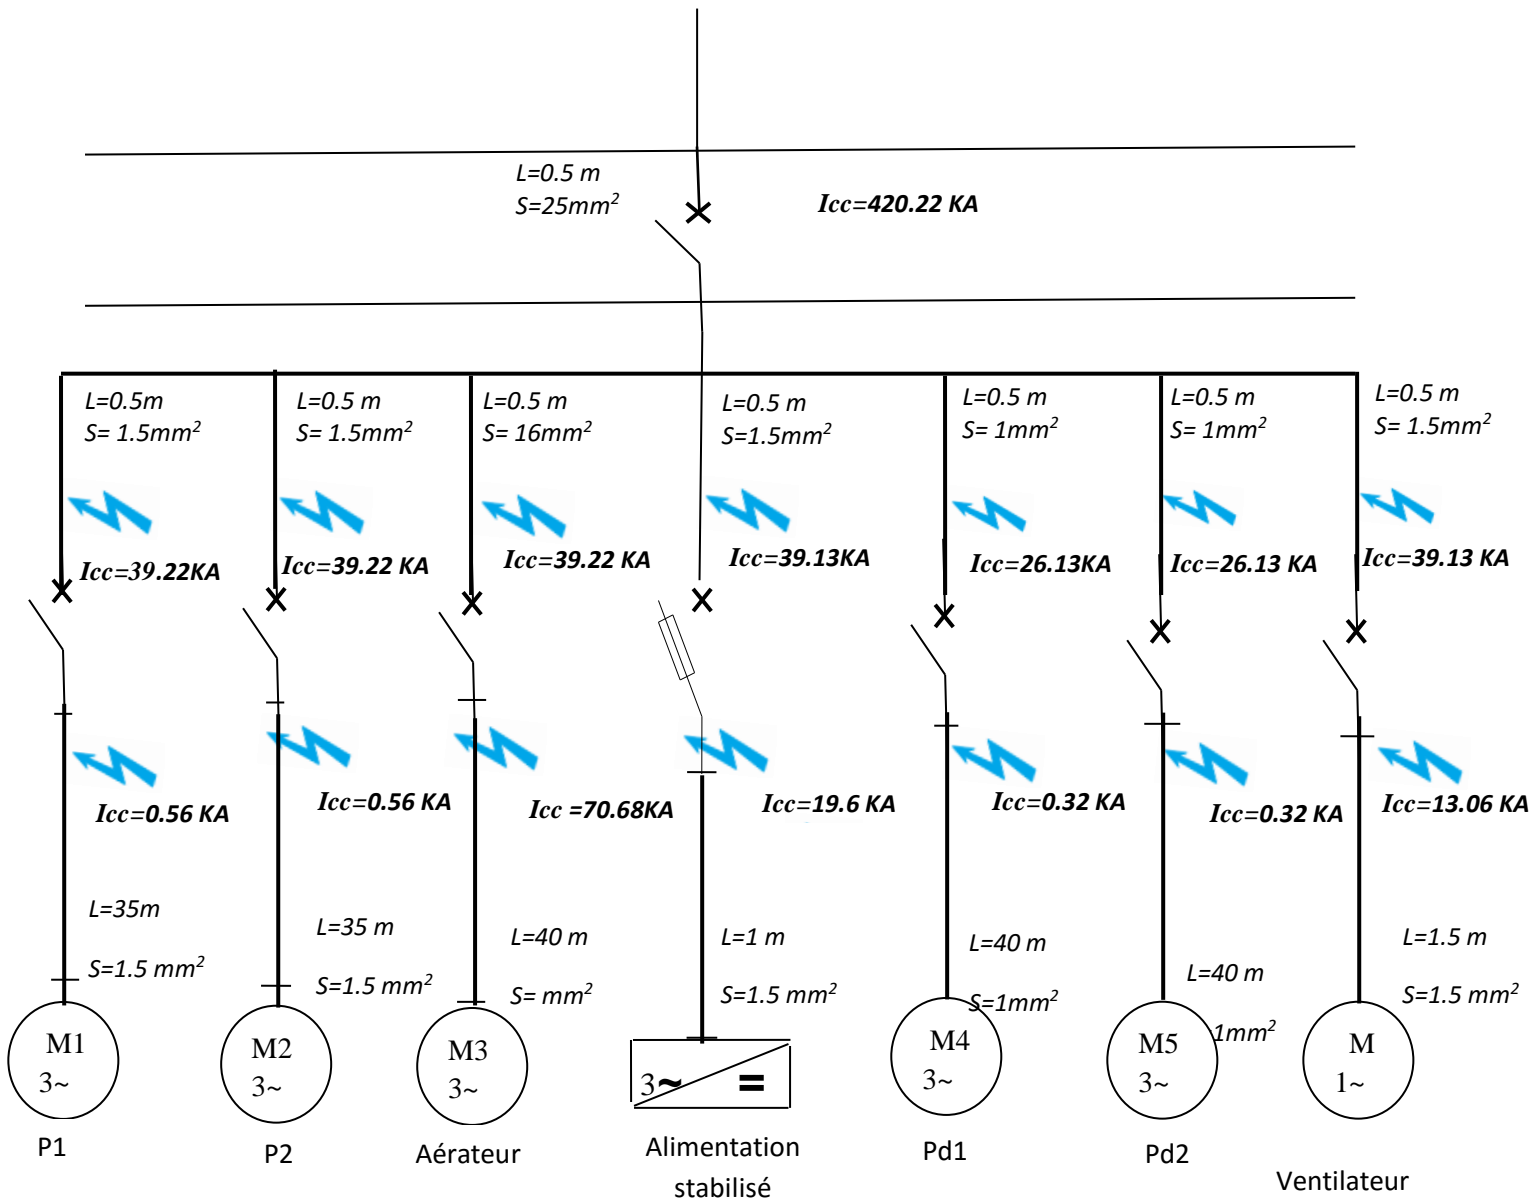 L=0.5 m
S=25mm²
Icc=420.22 KA
L=0.5m
S= 1.5mm²
L=0.5 m
S= 1.5mm²
L=0.5 m
S= 16mm²
L=0.5 m
S=1.5mm²
L=0.5 m
S= 1mm²
L=0.5 m
S= 1mm²
L=0.5 m
S= 1.5mm²
Icc=39.22KA
Icc=39.22 KA
Icc=39.22 KA
Icc=39.13KA
Icc=26.13KA
Icc=26.13 KA
Icc=39.13 KA
Icc=0.56 KA
Icc=0.56 KA
Icc =70.68KA
Icc=19.6 KA
Icc=0.32 KA
Icc=0.32 KA
Icc=13.06 KA
L=35m
S=1.5 mm²
L=35 m
S=1.5 mm²
L=40 m
S= mm²
L=1 m
S=1.5 mm²
L=40 m
S=1mm²
L=40 m
1mm²
L=1.5 m
S=1.5 mm²
M1
3~
M2
3~
M3
3~
3~ =
M4
3~
M5
3~
M
1~
P1
P2
Aérateur
Alimentation
stabilisé
Pd1
Pd2
Ventilateur